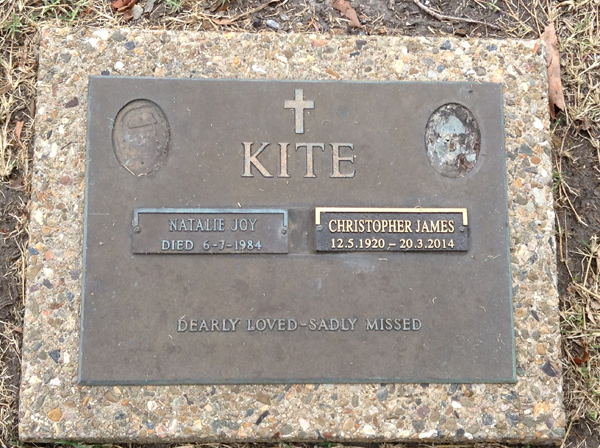 KITE
NATALIE JOY
DIED 6-7-1984
CHRISTOPHER JAMES
12.5.1920 – 20.3.2014
DEARLY LOVED-SADLY MISSED